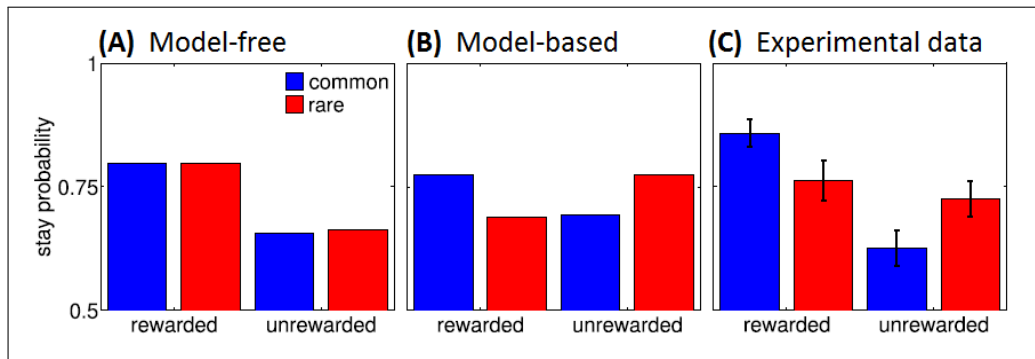 (A) Model-free
(B) Model-based
(C) Experimental data
stay probability
1
0.75
0.5
common
rare
rewarded
unrewarded
rewarded
unrewarded
rewarded
unrewarded